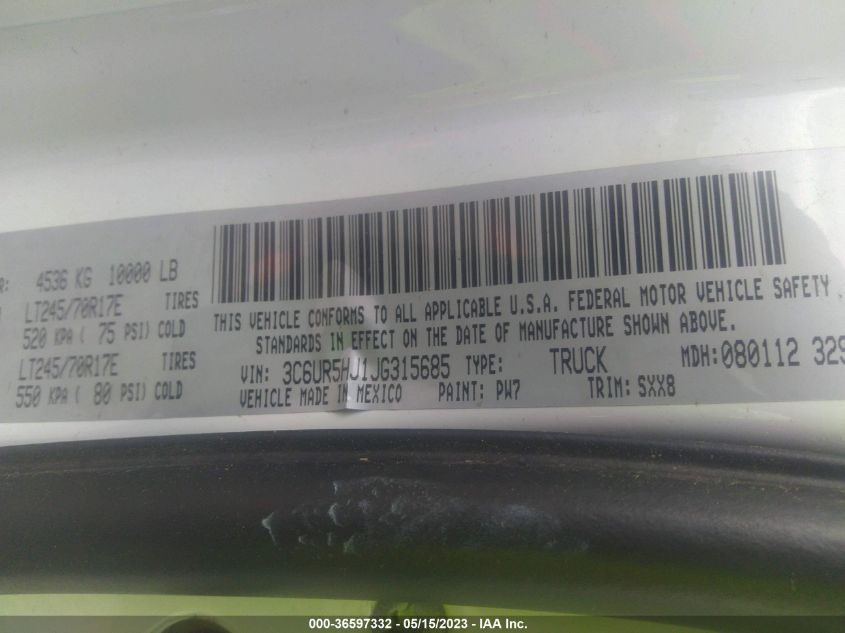 R: 4536 KG 10000 LB
LT245/70R17E TIRES
520 KPA ( 75 PSI) COLD
LT245/70R17E TIRES
550 KPA ( 80 PSI) COLD
THIS VEHICLE CONFORMS TO ALL APPLICABLE U.S.A. FEDERAL MOTOR VEHICLE SAFETY
STANDARDS IN EFFECT ON THE DATE OF MANUFACTURE SHOWN ABOVE.
VIN: 3C6UR5HJ1JG315685 TYPE: TRUCK MDH: 080112 329
VEHICLE MADE IN MEXICO PAINT: PW7 TRIM: SXX8
000-36597332 - 05/15/2023 - IAA Inc.